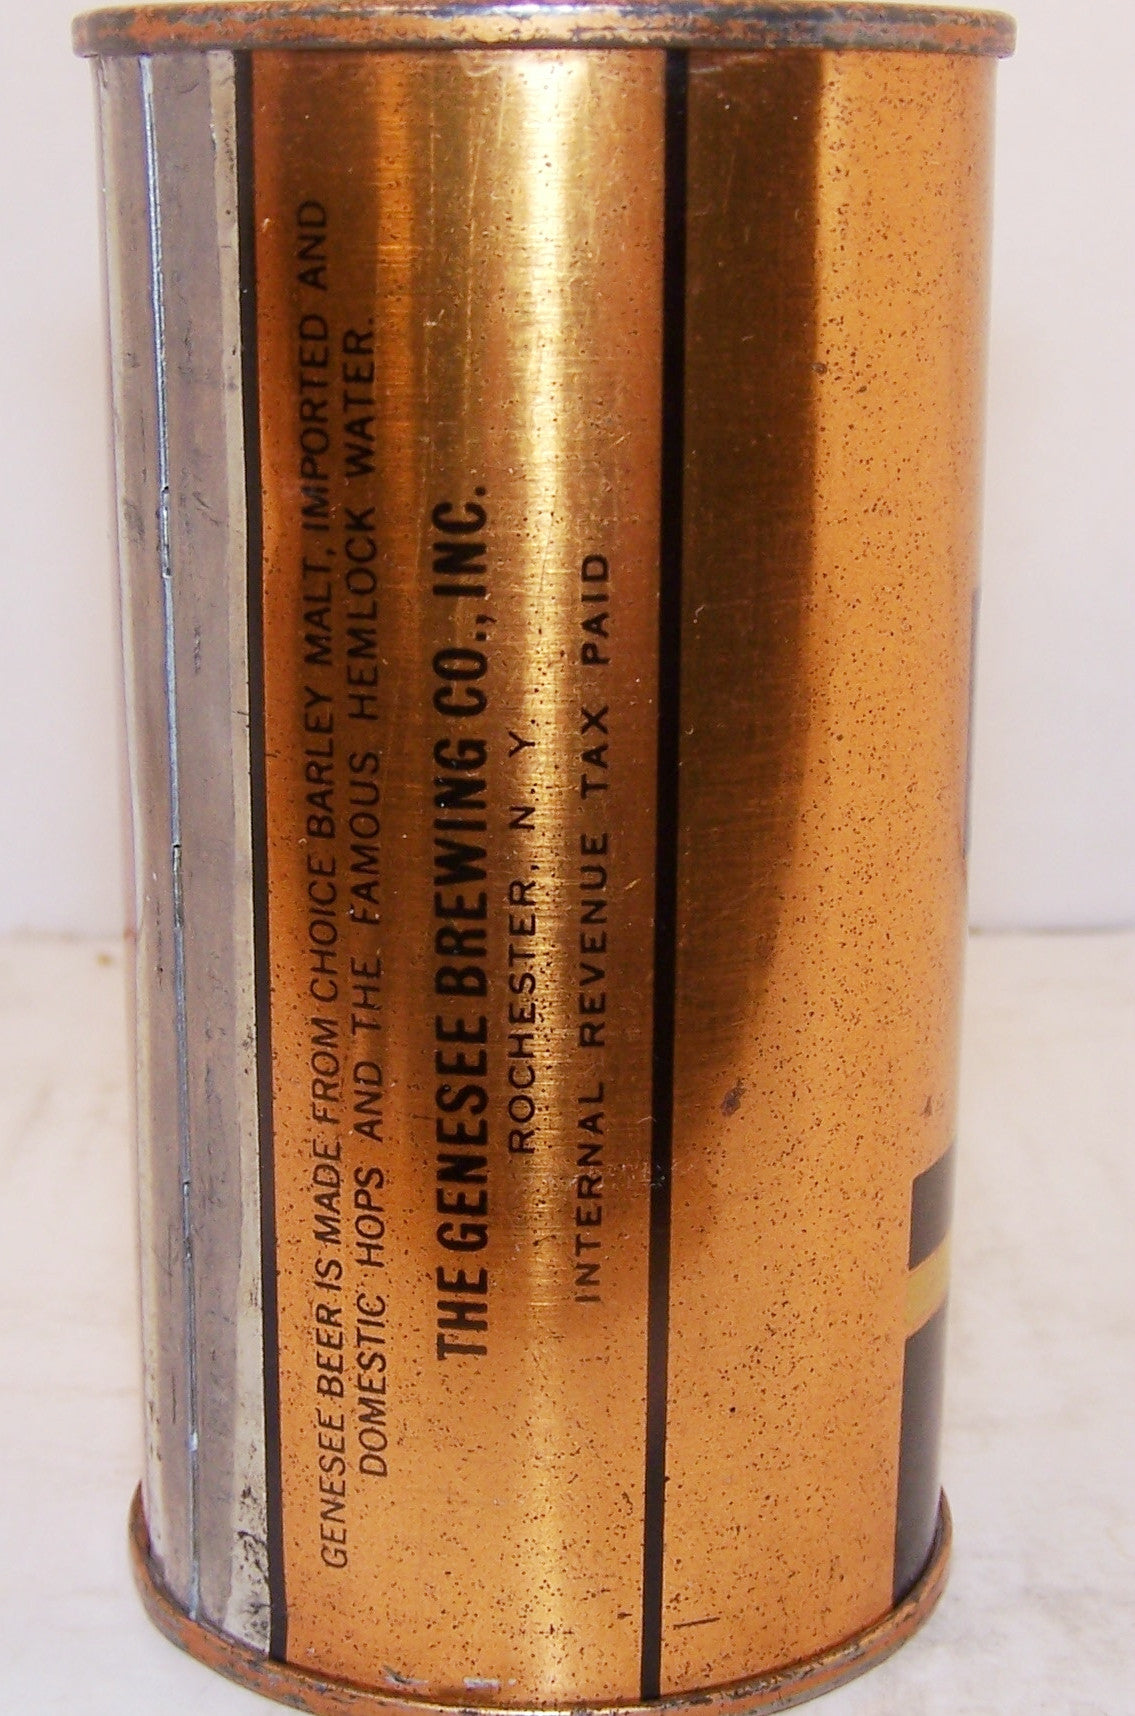 GENESEE BEER IS MADE FROM CHOICE BARLEY MALT, IMPORTED AND
DOMESTIC HOPS AND THE FAMOUS HEMLOCK WATER.
THE GENESEE BREWING CO., INC.
ROCHESTER, N. Y.
INTERNAL REVENUE TAX PAID